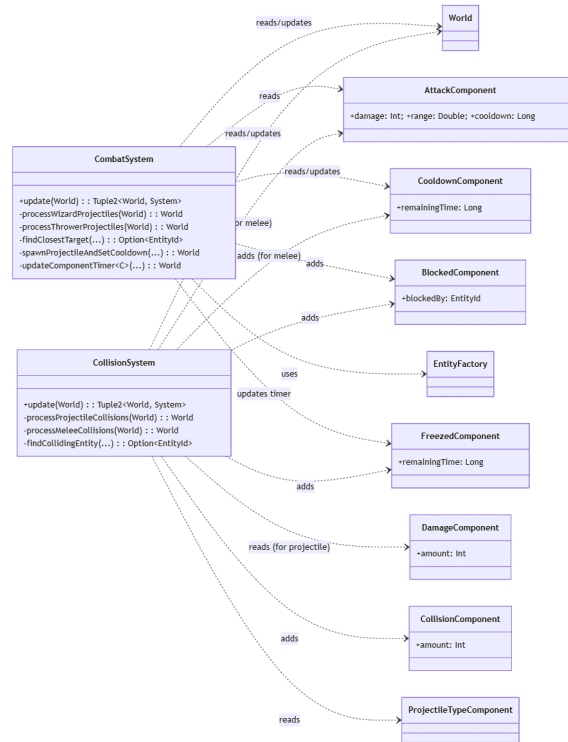 reads/updates
World
reads
AttackComponent
+damage: Int; +range: Double; +cooldown: Long
reads/updates
CombatSystem
+update(World) : : Tuple2<World, System>
-processWizardProjectiles(World) : : World
-processThrowerProjectiles(World) : : World
-findClosestTarget(...) : : Option<EntityId>
-spawnProjectileAndSetCooldown(...) : : World
-updateComponentTimer<C>(...) : : World
reads/updates
CooldownComponent
+remainingTime: Long
for melee)
adds (for melee)
adds
BlockedComponent
+blockedBy: EntityId
adds
CollisionSystem
+update(World) : : Tuple2<World, System>
-processProjectileCollisions(World) : : World
-processMeleeCollisions(World) : : World
-findCollidingEntity(...) : : Option<EntityId>
EntityFactory
uses
updates timer
FreezedComponent
+remainingTime: Long
adds
DamageComponent
+amount: Int
reads (for projectile)
CollisionComponent
+amount: Int
adds
ProjectileTypeComponent
reads